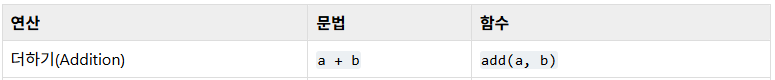 연산 문법 함수
더하기(Addition) a + b add(a, b)